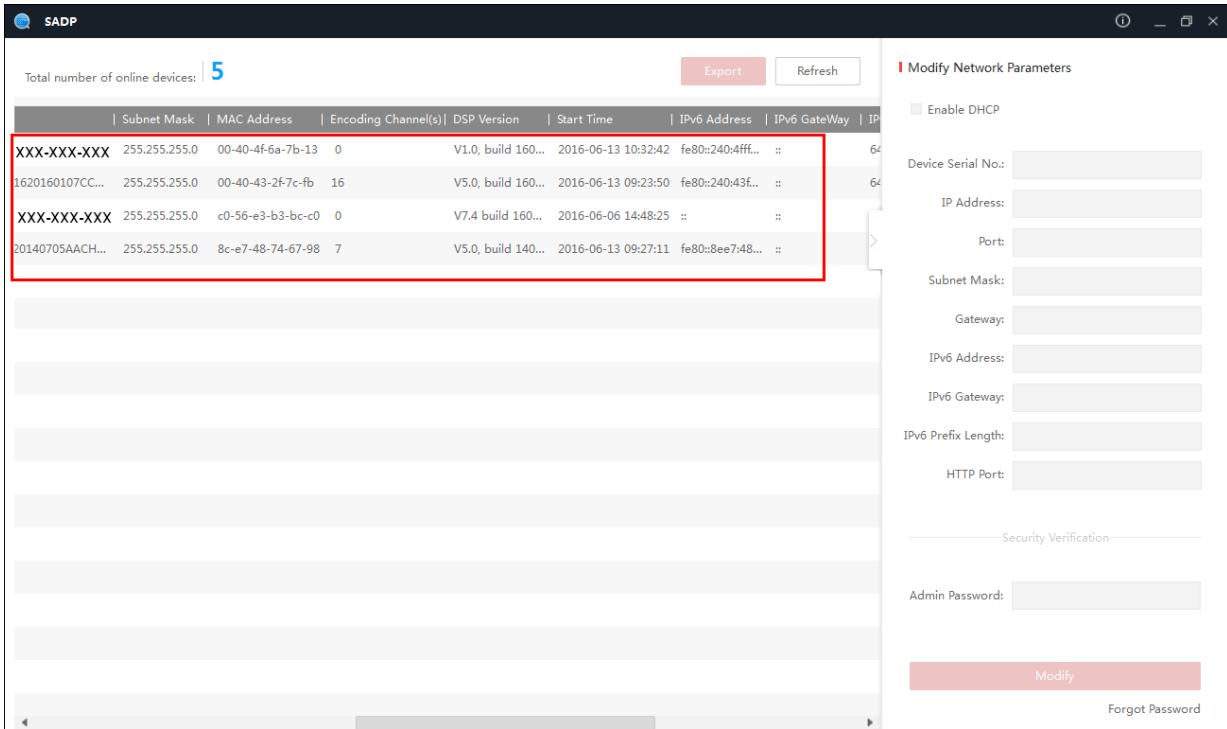 SADP
Total number of online devices: 5
Export
Refresh
Subnet Mask | MAC Address | Encoding Channel(s) | DSP Version | Start Time | IPv6 Address | IPv6 GateWay | IP
XXX-XXX-XXX 255.255.255.0 00-40-4f-6a-7b-13 0 V1.0, build 160... 2016-06-13 10:32:42 fe80::240:4fff... :: 64
1620160107CC... 255.255.255.0 00-40-43-2f-7c-fb 16 V5.0, build 160... 2016-06-13 09:23:50 fe80::240:43f... :: 64
XXX-XXX-XXX 255.255.255.0 c0-56-e3-b3-bc-c0 0 V7.4 build 160... 2016-06-06 14:48:25 :: ::
20140705AACH... 255.255.255.0 8c-e7-48-74-67-98 7 V5.0, build 140... 2016-06-13 09:27:11 fe80::8ee7:48... ::
Modify Network Parameters
Enable DHCP
Device Serial No.:
IP Address:
Port:
Subnet Mask:
Gateway:
IPv6 Address:
IPv6 Gateway:
IPv6 Prefix Length:
HTTP Port:
Security Verification
Admin Password:
Modify
Forgot Password